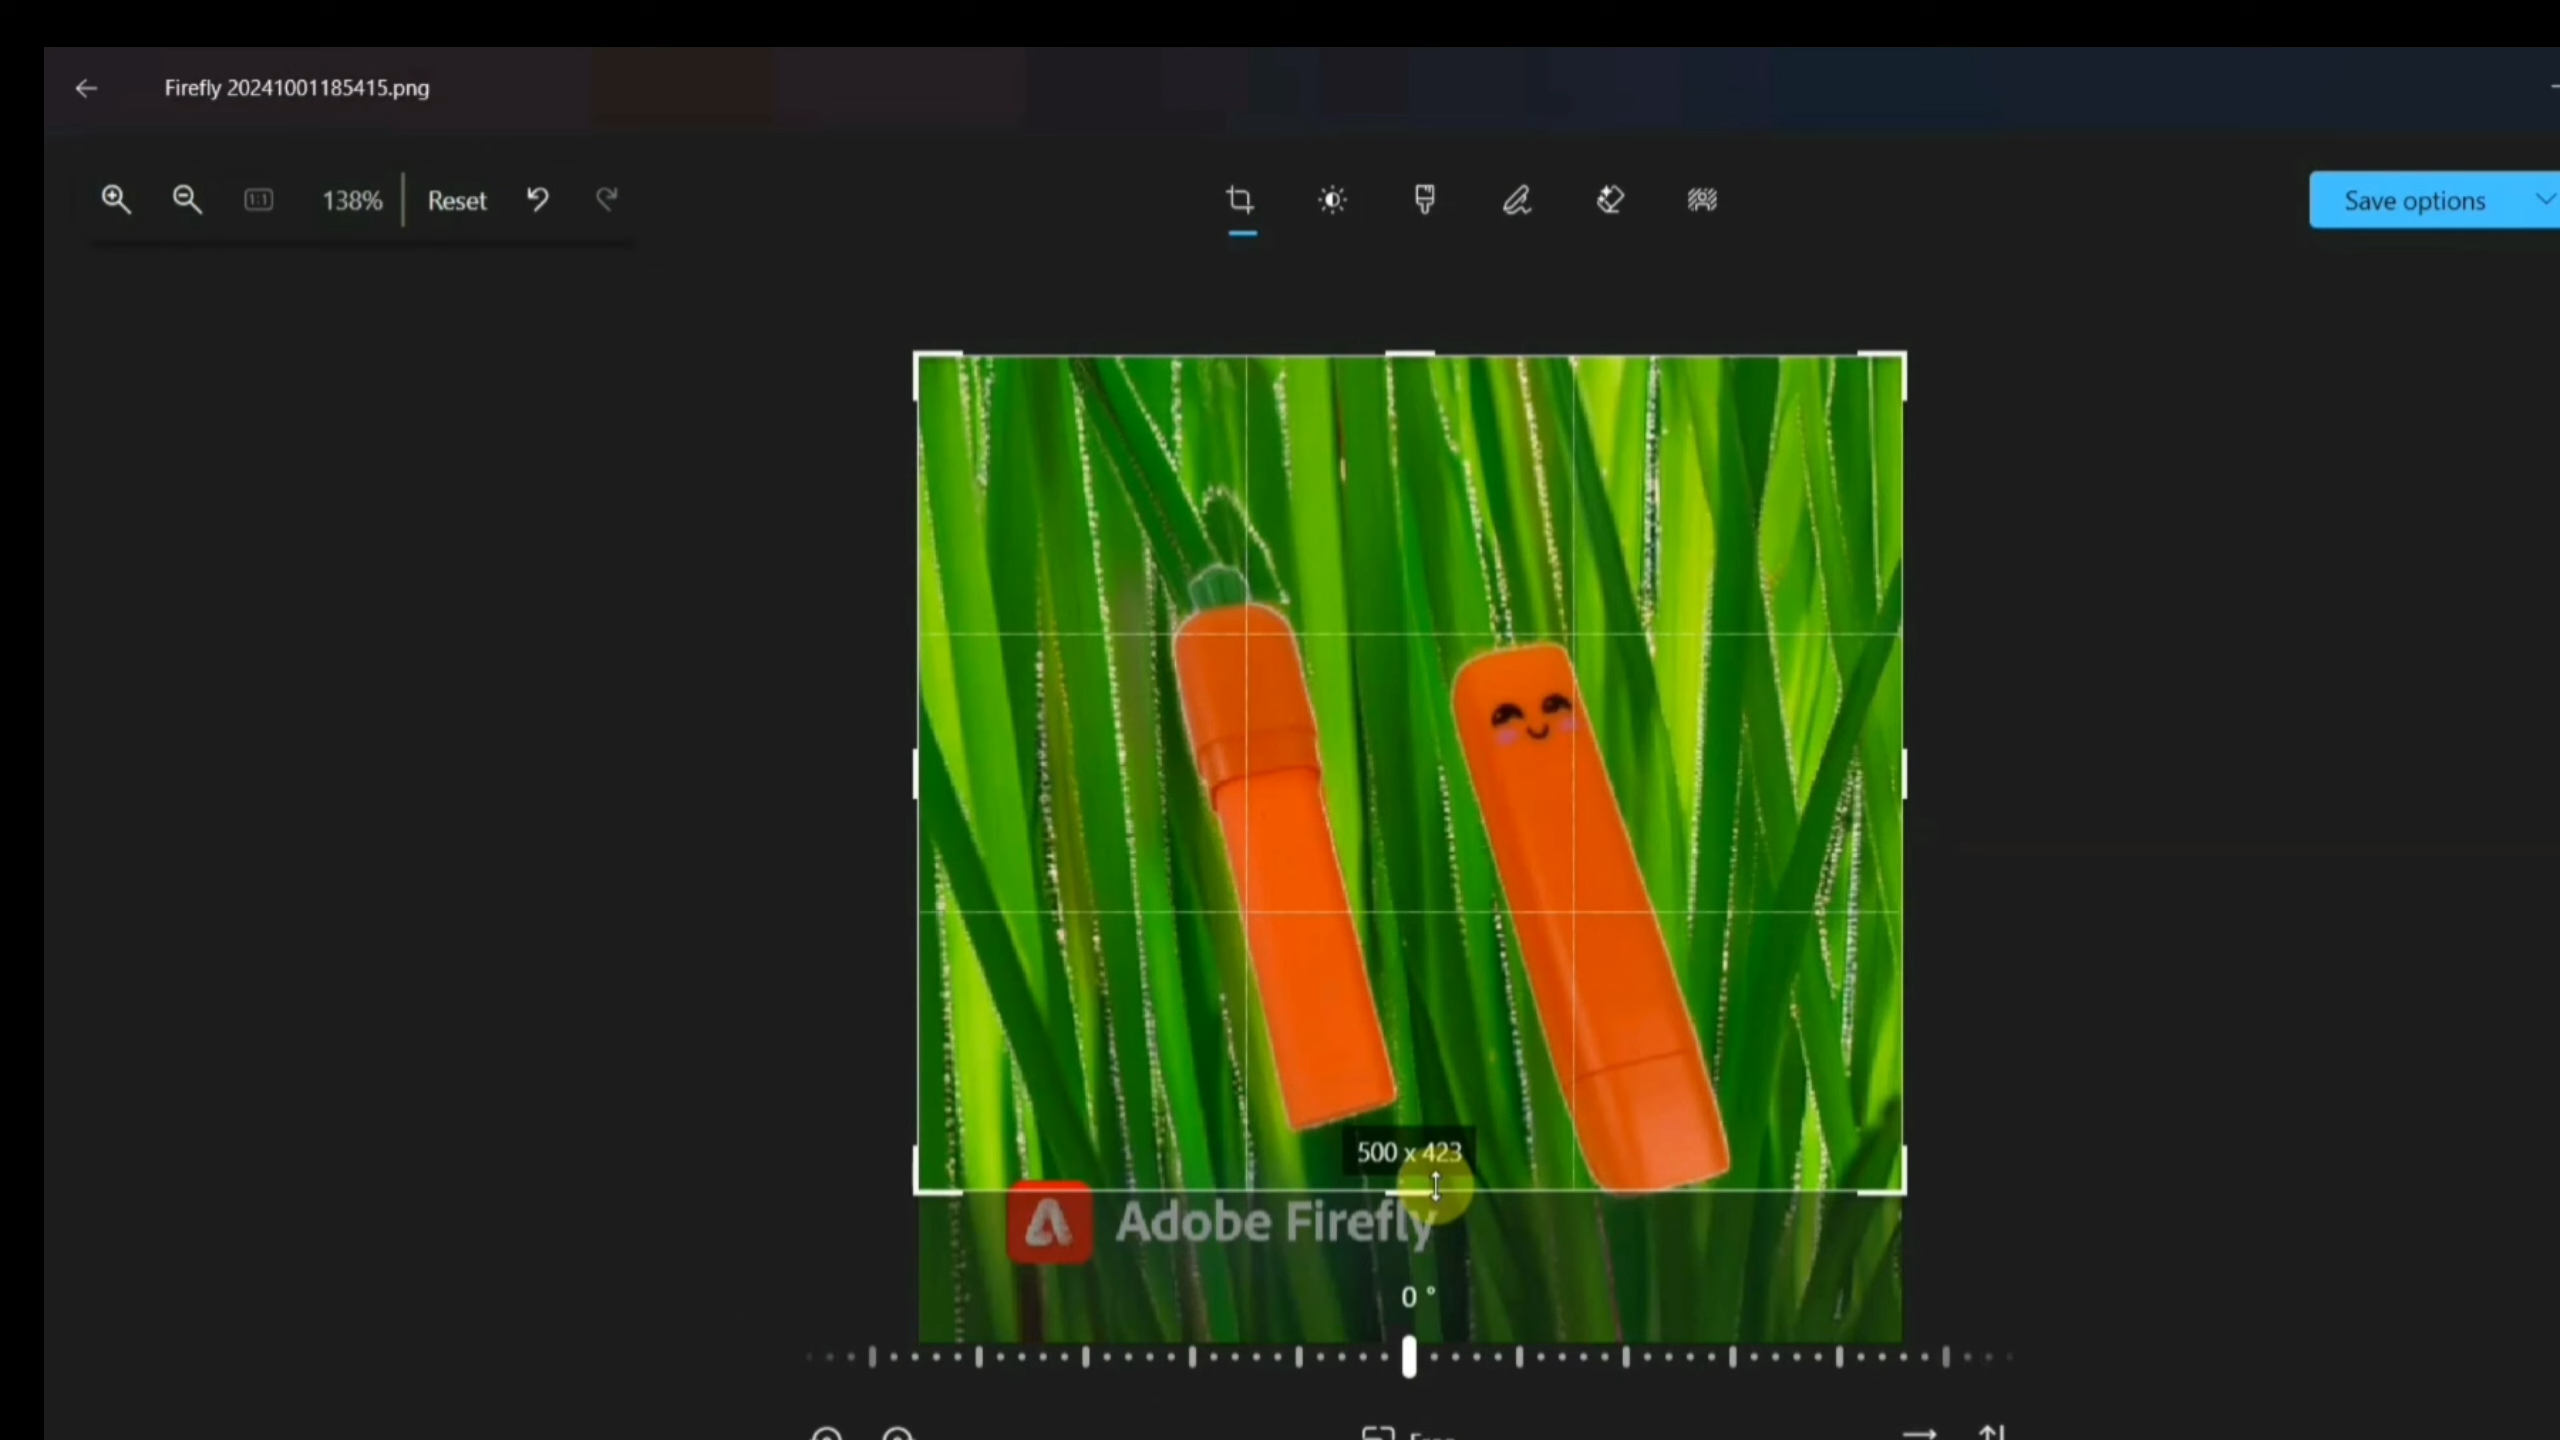 Firefly 20241001185415.png
138% Reset
Save options
500 x 423
Adobe Firefly
0 °